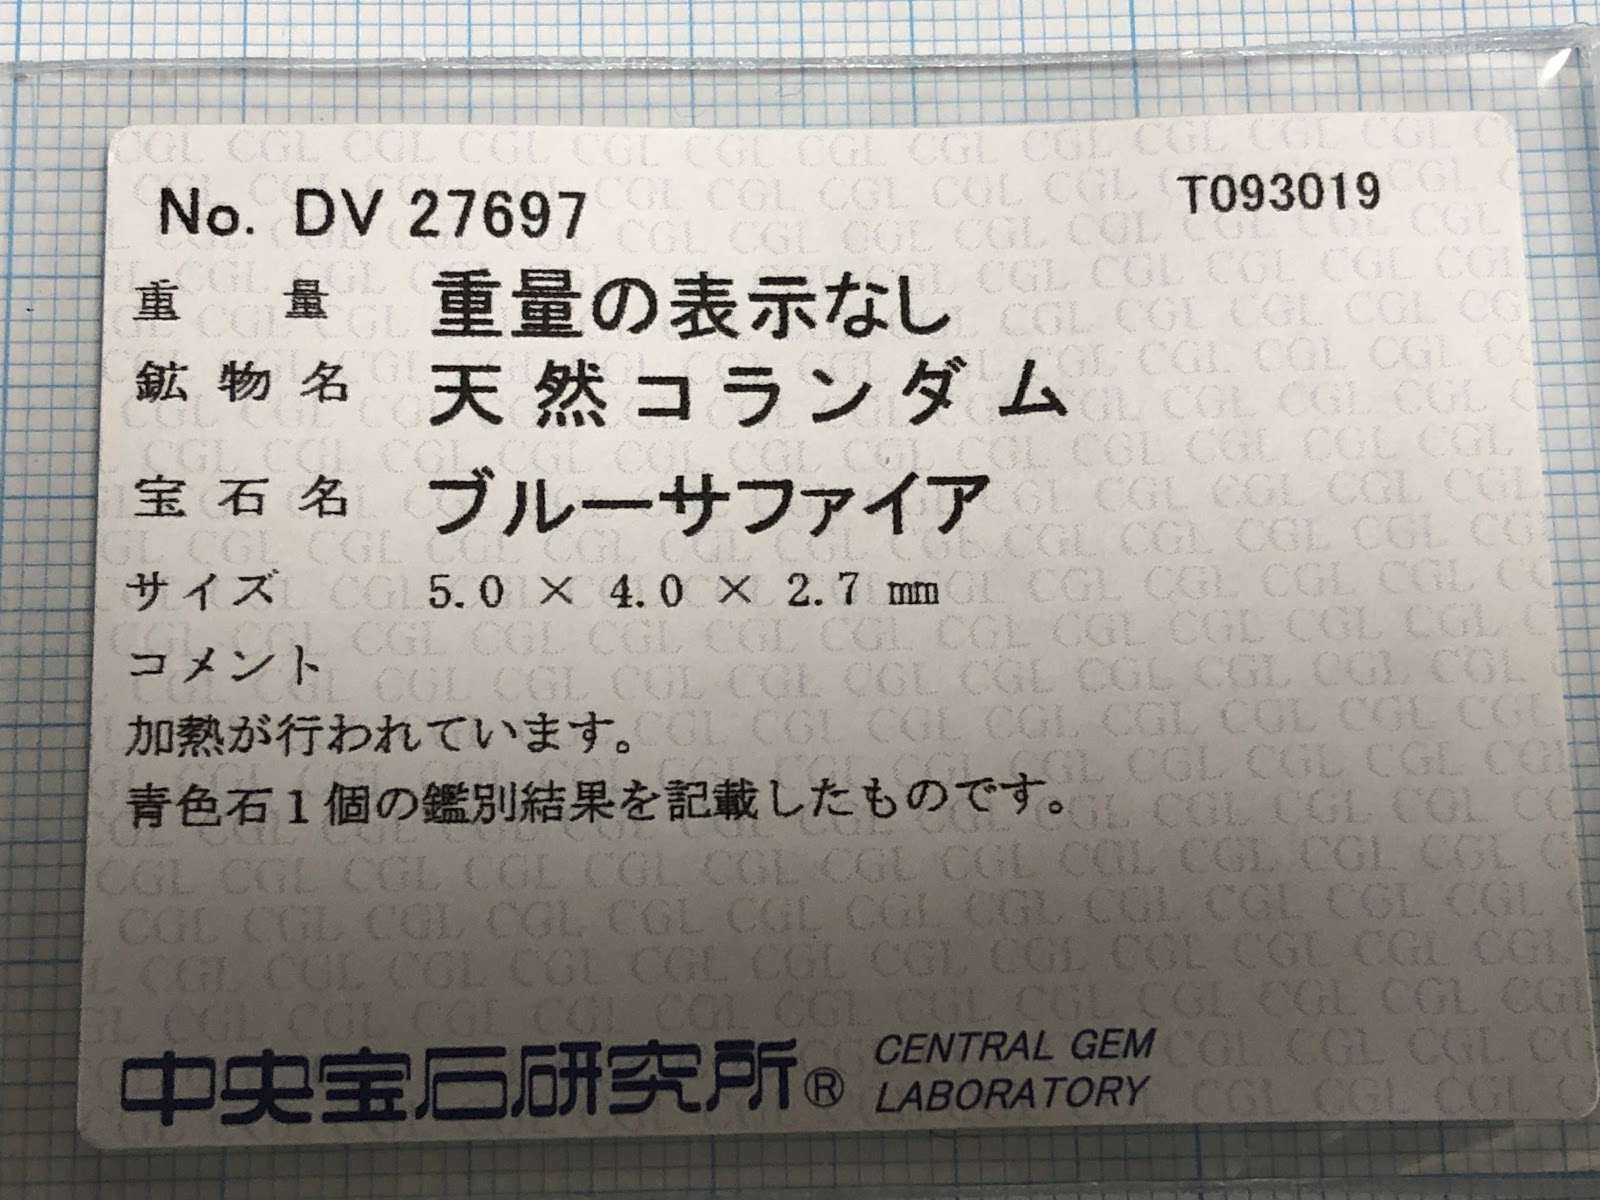 No. DV 27697 T093019
重量 重量の表示なし
鉱物名 天然コランダム
宝石名 ブルーサファイア
サイズ 5.0 × 4.0 × 2.7 mm
コメント
加熱が行われています。
青色石1個の鑑別結果を記載したものです。
中央宝石研究所® CENTRAL GEM
LABORATORY